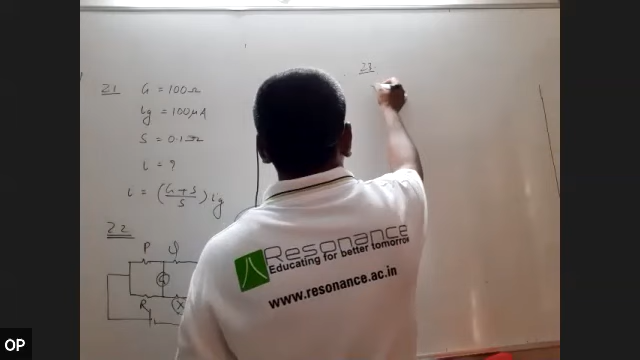 21 G = 100Ω
Ig = 100μA
S = 0.1Ω
i = ?
i = (G+S/S) Ig
22
P Q
G
R X
23.
Resonance
Educating for better tomorrow
www.resonance.ac.in
OP